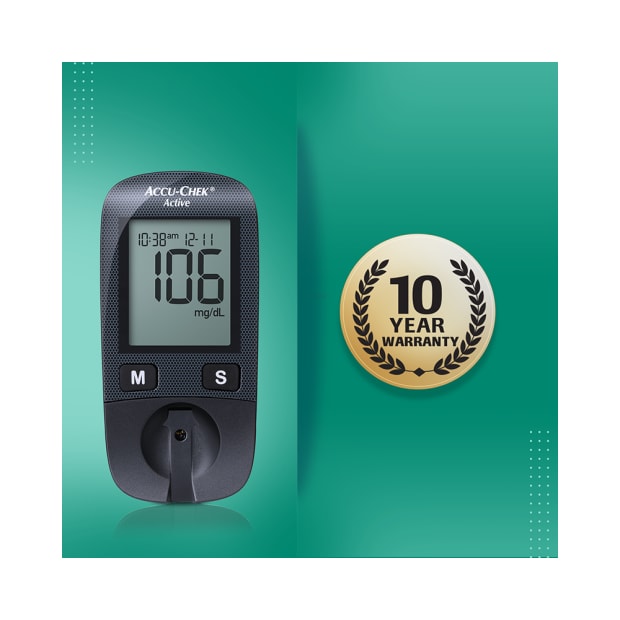 ACCU-CHEK®
Active
10:38am 12-11
106
mg/dL
M S
10
YEAR
WARRANTY